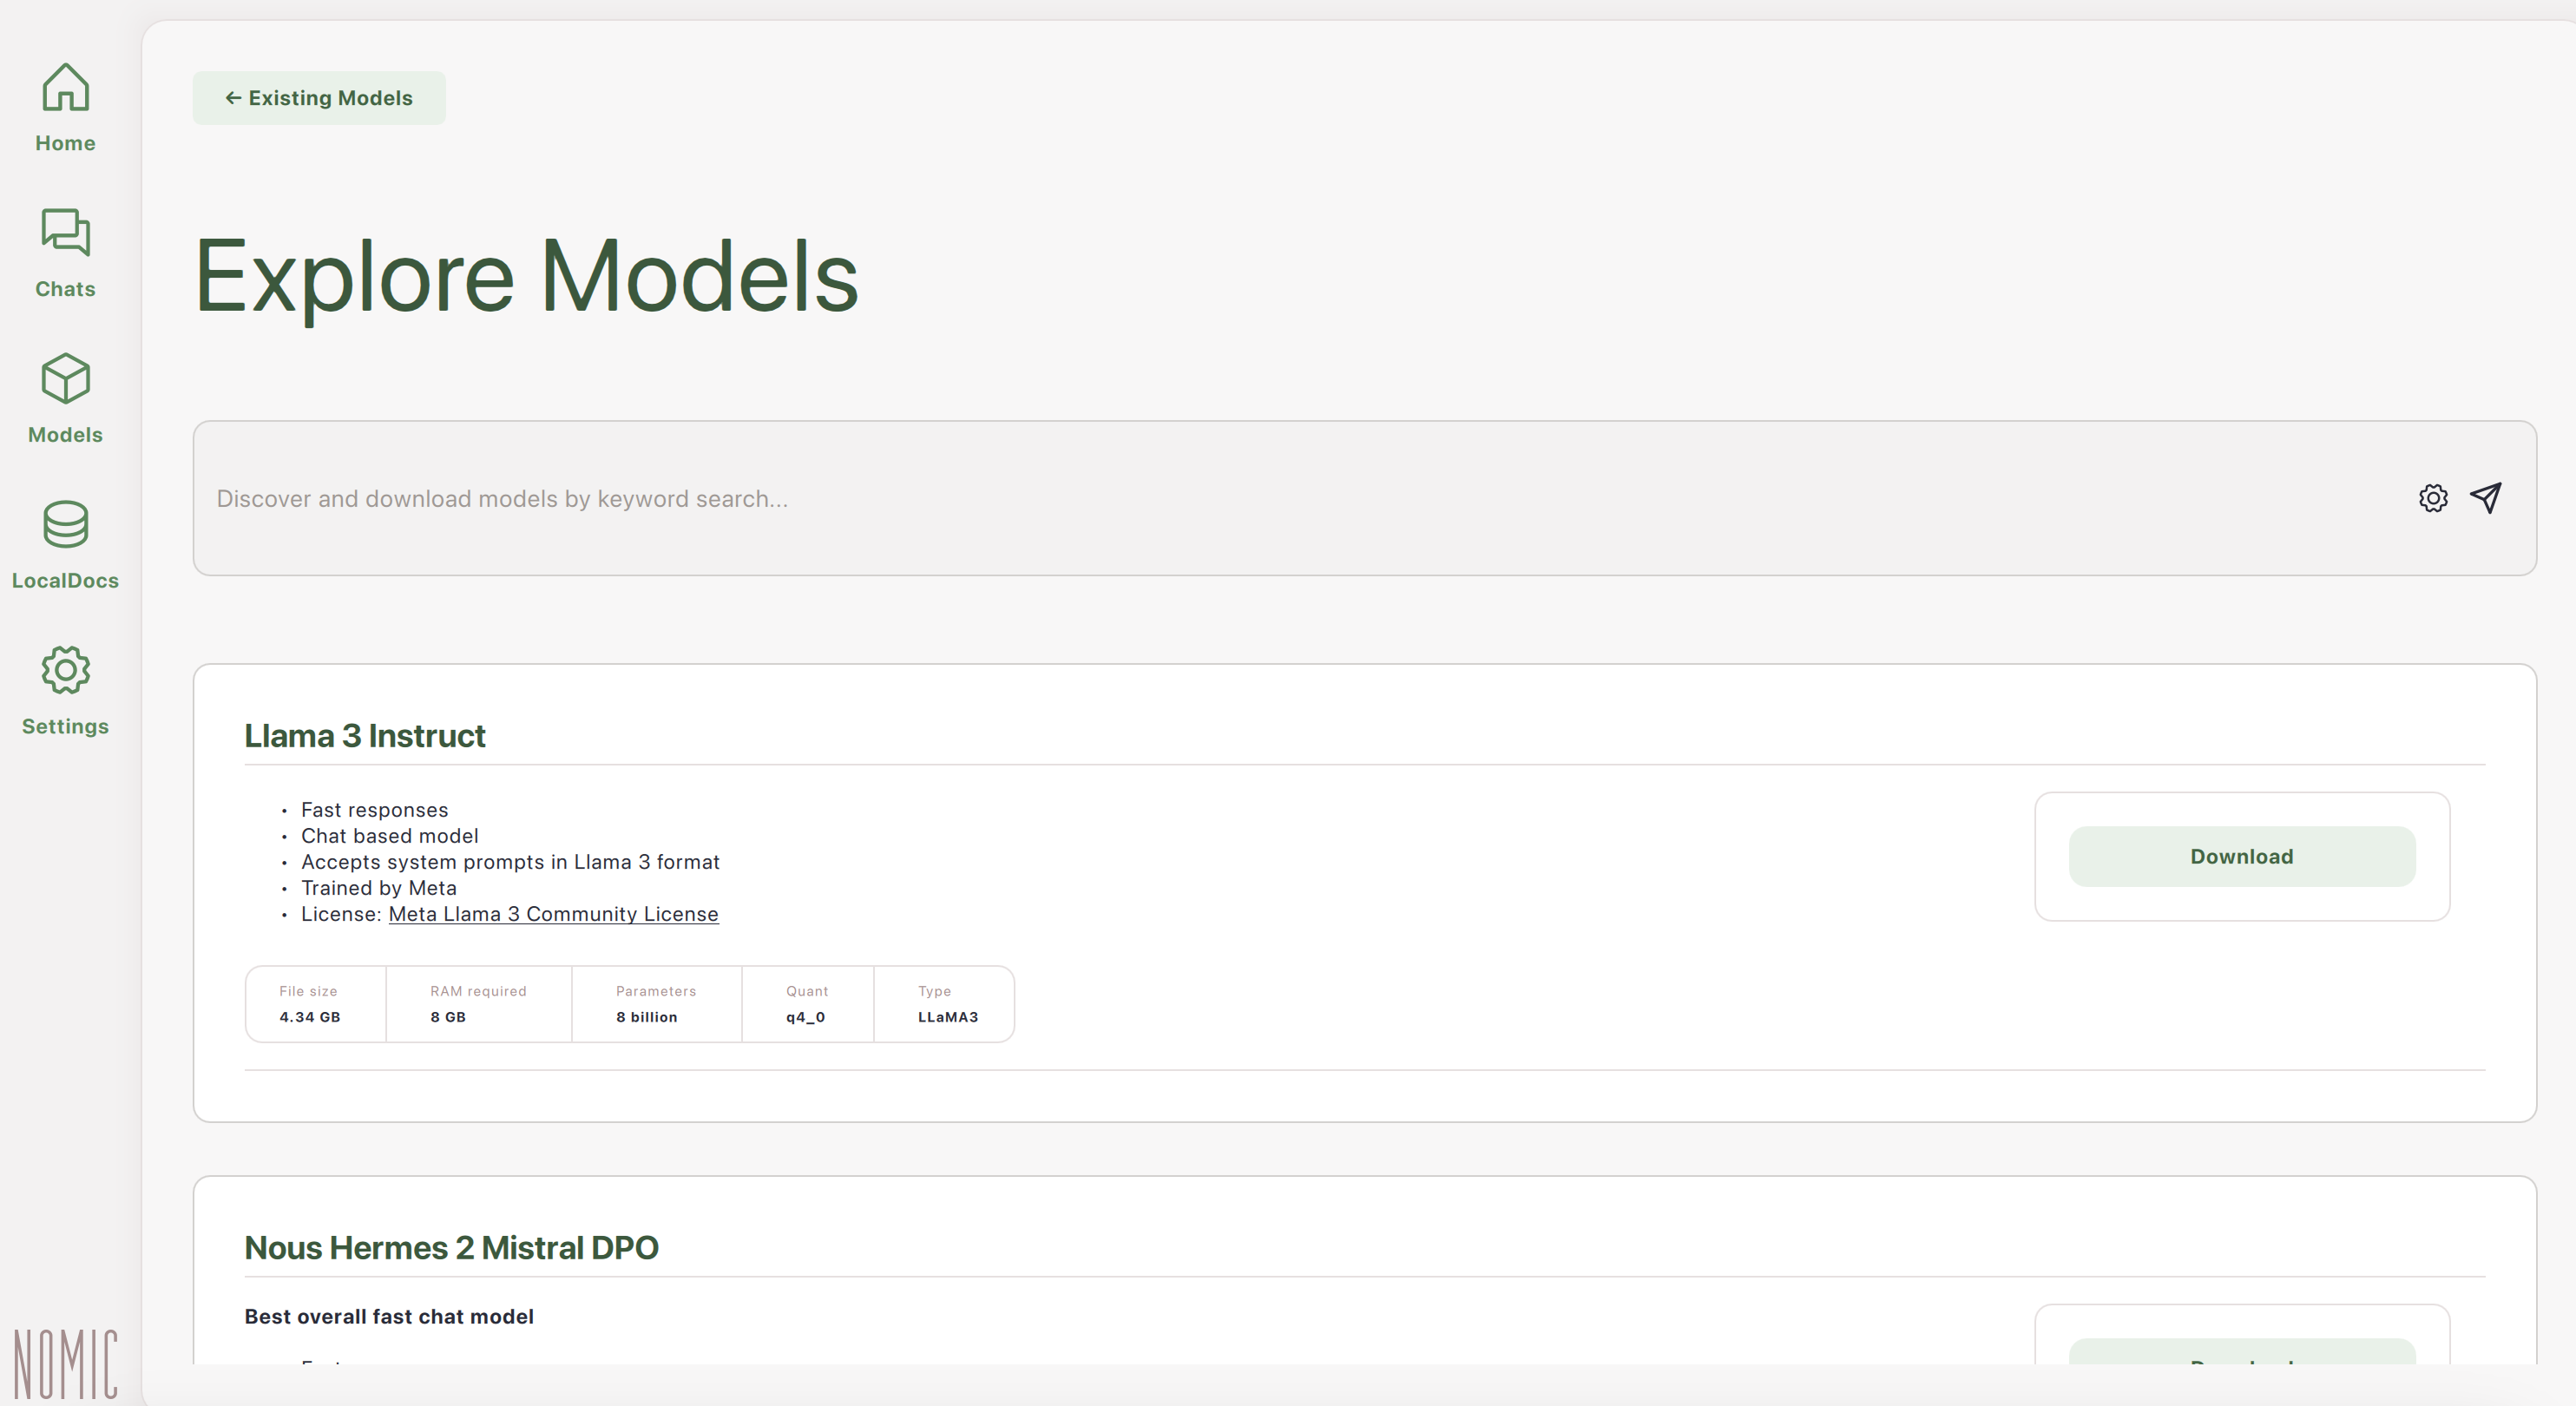 Home
Chats
Models
LocalDocs
Settings
NOMIC
← Existing Models
Explore Models
Discover and download models by keyword search...
Llama 3 Instruct
• Fast responses
• Chat based model
• Accepts system prompts in Llama 3 format
• Trained by Meta
• License: Meta Llama 3 Community License
Download
File size RAM required Parameters Quant Type
4.34 GB 8 GB 8 billion q4_0 LLaMA3
Nous Hermes 2 Mistral DPO
Best overall fast chat model